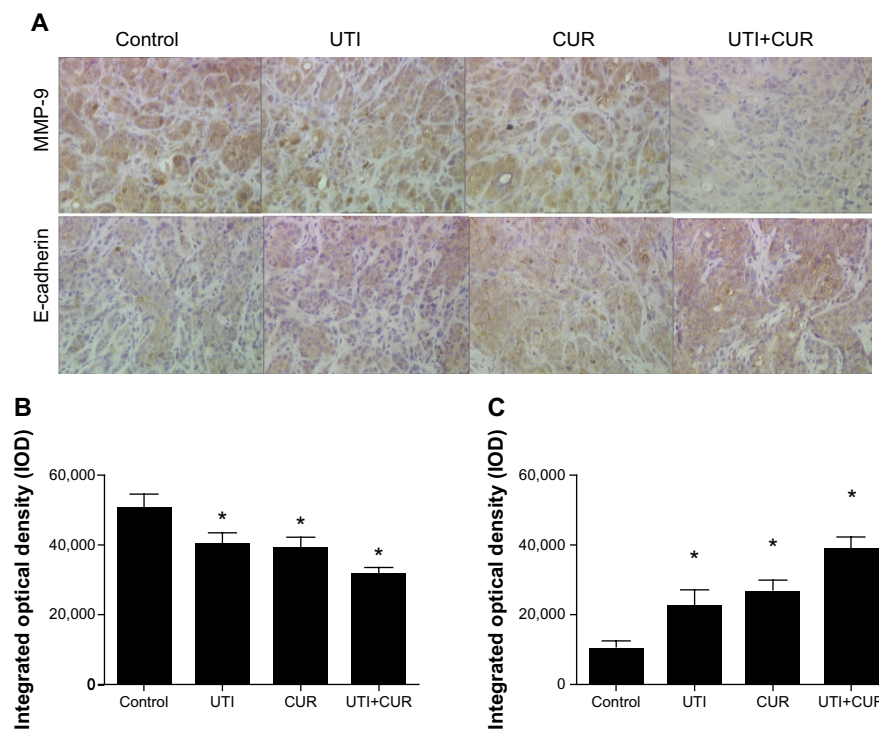 A
Control UTI CUR UTI+CUR
MMP-9
E-cadherin
B
Integrated optical density (IOD)
60,000
40,000
20,000
0
* * *
Control UTI CUR UTI+CUR
C
Integrated optical density (IOD)
60,000
40,000
20,000
0
* * *
Control UTI CUR UTI+CUR